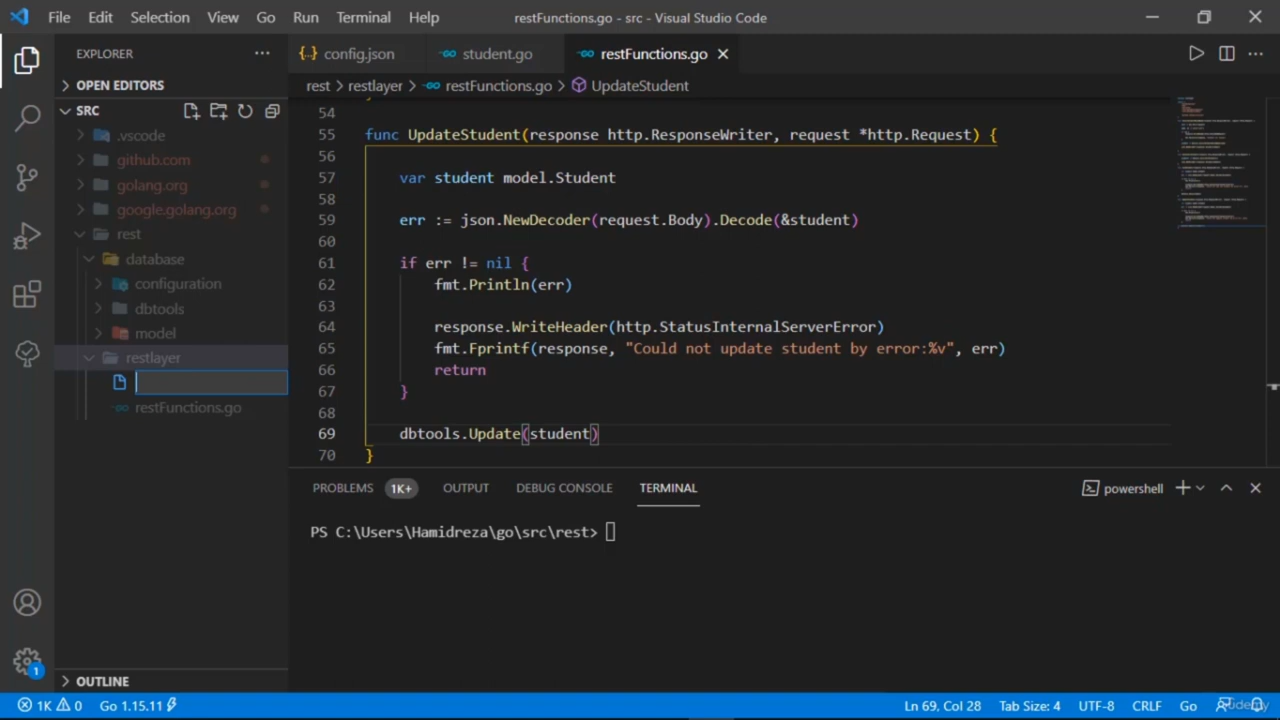 File Edit Selection View Go Run Terminal Help restFunctions.go - src - Visual Studio Code
EXPLORER
OPEN EDITORS
SRC
.vscode
github.com
golang.org
google.golang.org
rest
database
configuration
dbtools
model
restlayer
restFunctions.go
OUTLINE
config.json student.go restFunctions.go
rest > restlayer > restFunctions.go > UpdateStudent
54
55 func UpdateStudent(response http.ResponseWriter, request *http.Request) {
56
57 var student model.Student
58
59 err := json.NewDecoder(request.Body).Decode(&student)
60
61 if err != nil {
62 fmt.Println(err)
63
64 response.WriteHeader(http.StatusInternalServerError)
65 fmt.Fprintf(response, "Could not update student by error:%v", err)
66 return
67 }
68
69 dbtools.Update(student)
70 }
PROBLEMS 1K+ OUTPUT DEBUG CONSOLE TERMINAL powershell
PS C:\Users\Hamidreza\go\src\rest>
1
1K 0 Go 1.15.11 Ln 69, Col 28 Tab Size: 4 UTF-8 CRLF Go
Udemy